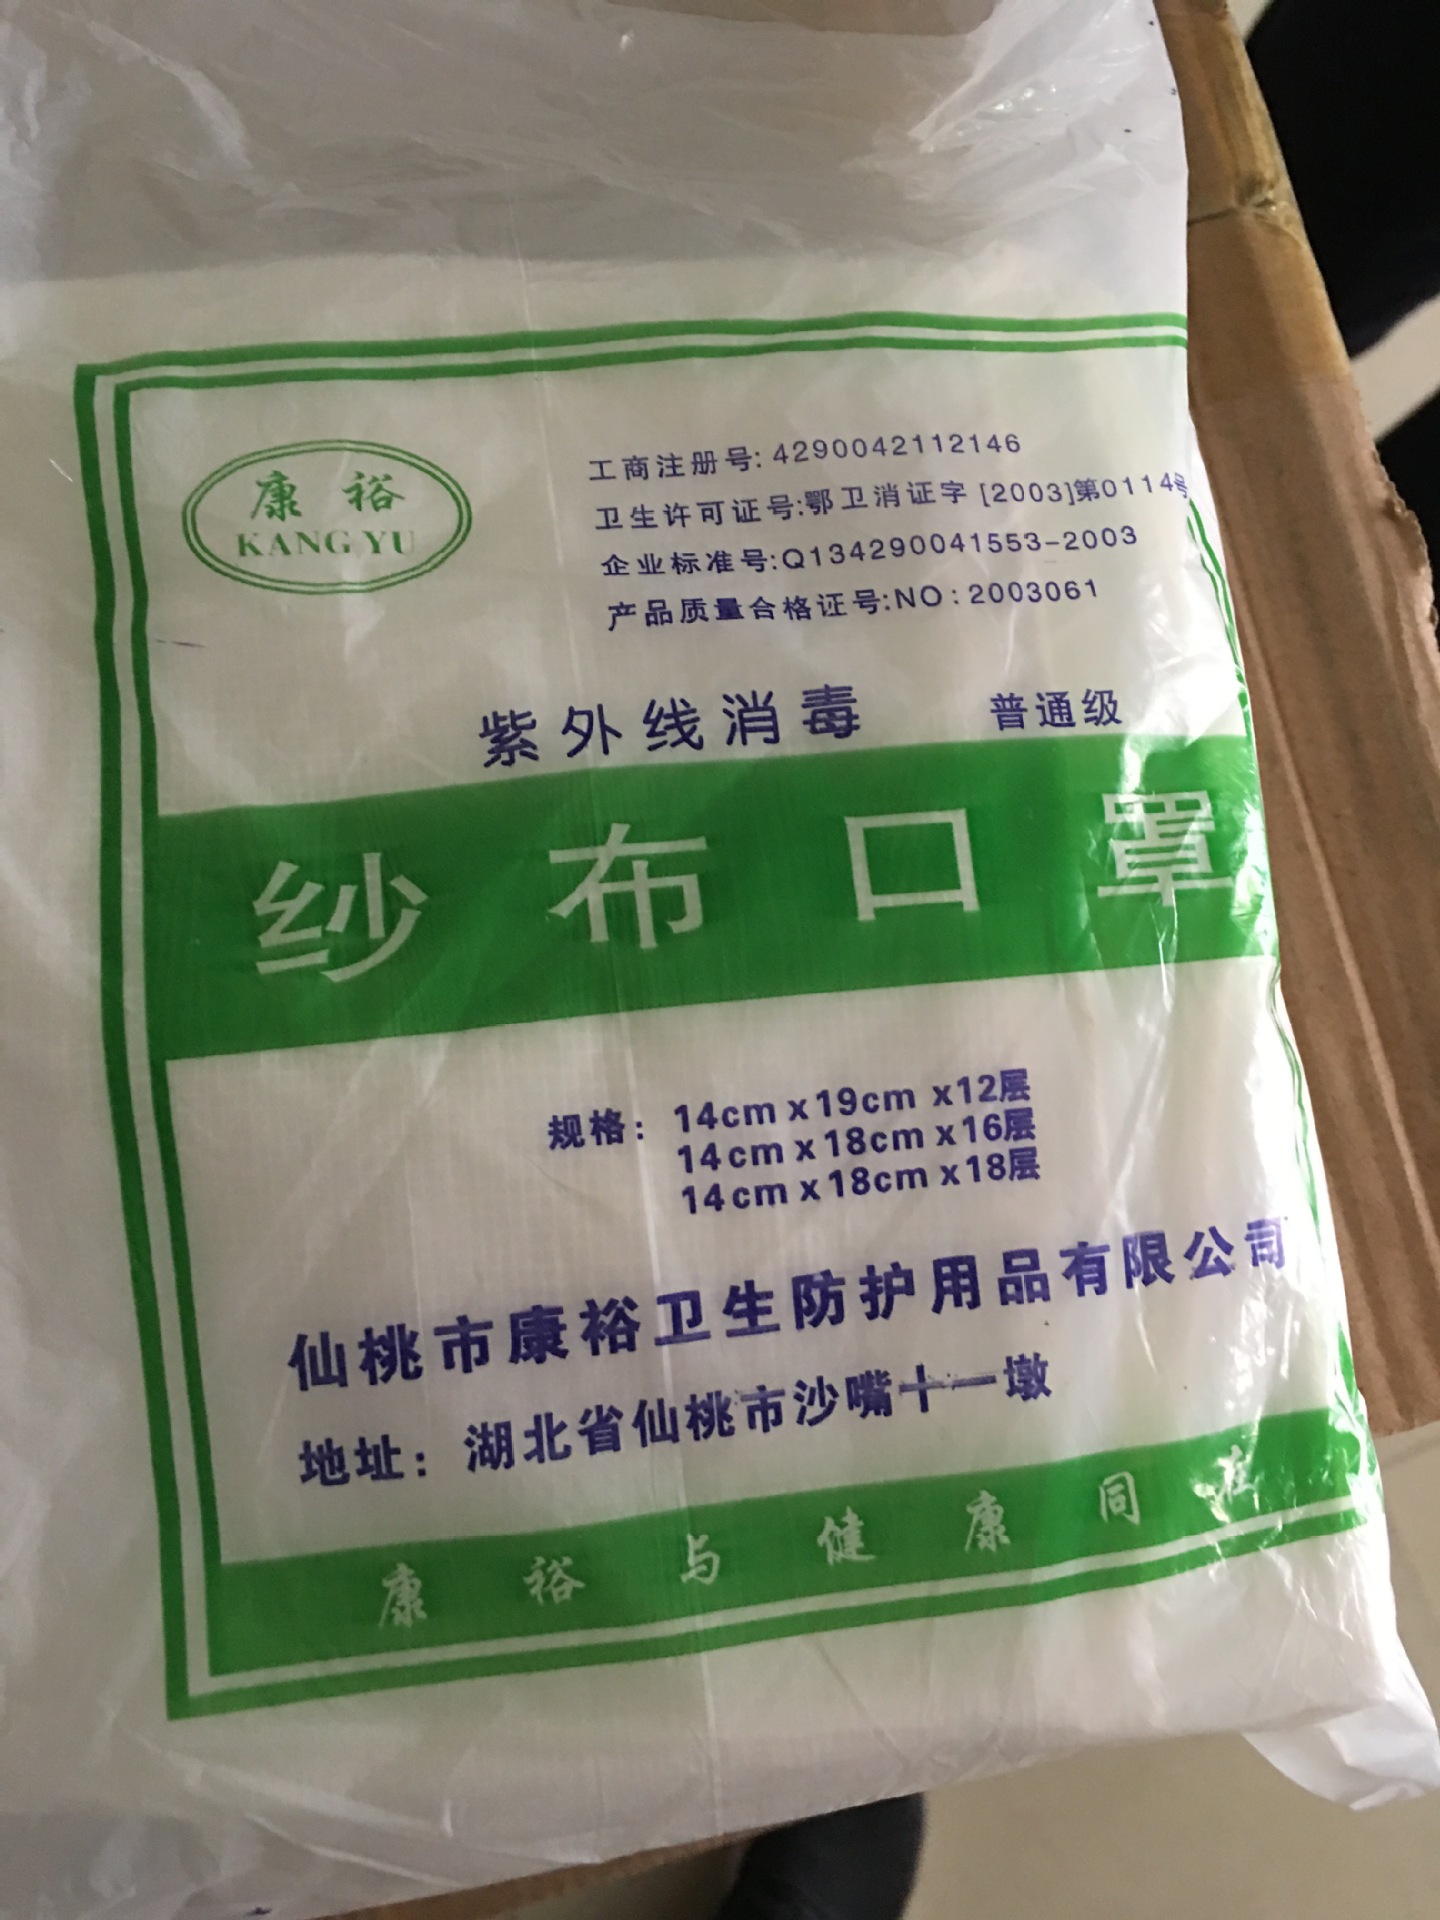 康裕
KANG YU
工商注册号: 4290042112146
卫生许可证号:鄂卫消证字 [2003]第0114号
企业标准号:Q134290041553-2003
产品质量合格证号:NO：2003061
紫外线消毒 普通级
纱布口罩
规格：14cm x 19cm x12层
14cm x 18cm x16层
14cm x 18cm x18层
仙桃市康裕卫生防护用品有限公司
地址：湖北省仙桃市沙嘴十一墩
康裕与健康同在